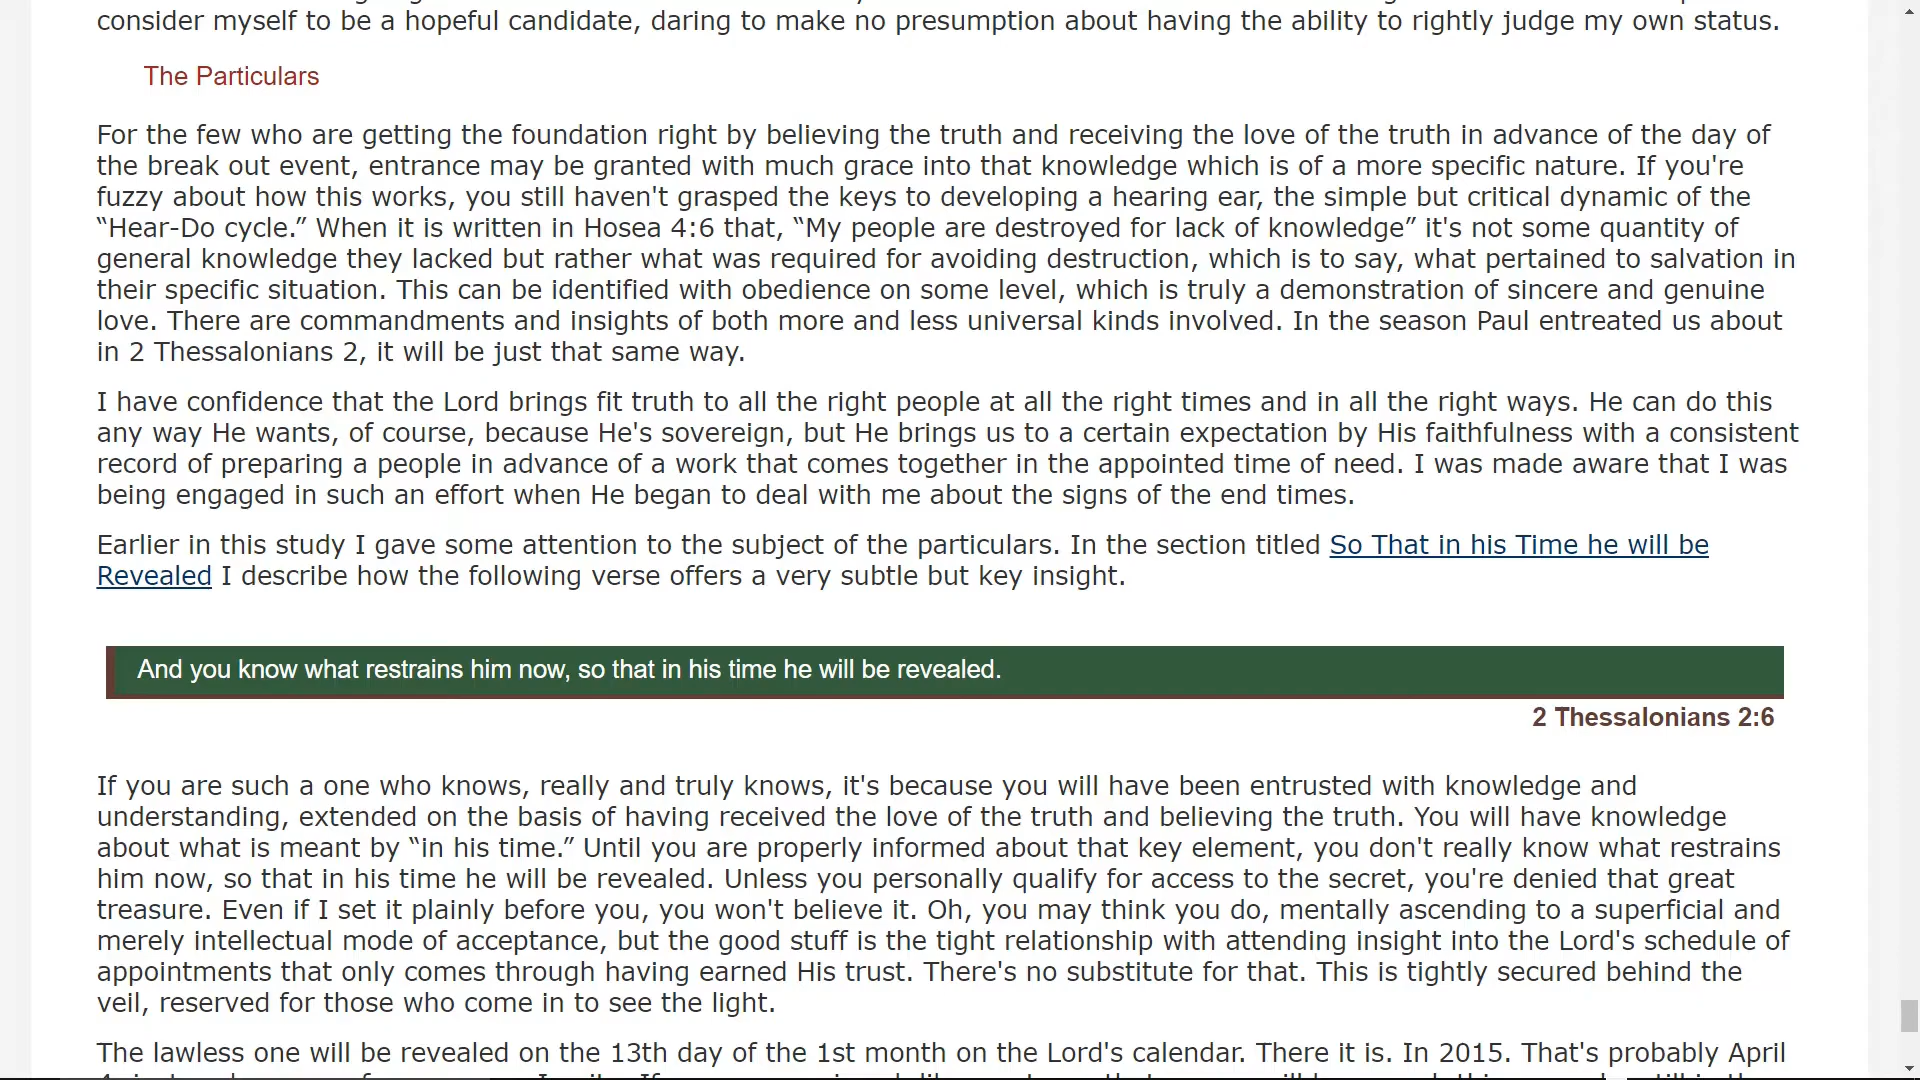 consider myself to be a hopeful candidate, daring to make no presumption about having the ability to rightly judge my own status.
The Particulars
For the few who are getting the foundation right by believing the truth and receiving the love of the truth in advance of the day of
the break out event, entrance may be granted with much grace into that knowledge which is of a more specific nature. If you're
fuzzy about how this works, you still haven't grasped the keys to developing a hearing ear, the simple but critical dynamic of the
“Hear-Do cycle.” When it is written in Hosea 4:6 that, “My people are destroyed for lack of knowledge” it's not some quantity of
general knowledge they lacked but rather what was required for avoiding destruction, which is to say, what pertained to salvation in
their specific situation. This can be identified with obedience on some level, which is truly a demonstration of sincere and genuine
love. There are commandments and insights of both more and less universal kinds involved. In the season Paul entreated us about
in 2 Thessalonians 2, it will be just that same way.
I have confidence that the Lord brings fit truth to all the right people at all the right times and in all the right ways. He can do this
any way He wants, of course, because He's sovereign, but He brings us to a certain expectation by His faithfulness with a consistent
record of preparing a people in advance of a work that comes together in the appointed time of need. I was made aware that I was
being engaged in such an effort when He began to deal with me about the signs of the end times.
Earlier in this study I gave some attention to the subject of the particulars. In the section titled So That in his Time he will be
Revealed I describe how the following verse offers a very subtle but key insight.
And you know what restrains him now, so that in his time he will be revealed.
2 Thessalonians 2:6
If you are such a one who knows, really and truly knows, it's because you will have been entrusted with knowledge and
understanding, extended on the basis of having received the love of the truth and believing the truth. You will have knowledge
about what is meant by “in his time.” Until you are properly informed about that key element, you don't really know what restrains
him now, so that in his time he will be revealed. Unless you personally qualify for access to the secret, you're denied that great
treasure. Even if I set it plainly before you, you won't believe it. Oh, you may think you do, mentally ascending to a superficial and
merely intellectual mode of acceptance, but the good stuff is the tight relationship with attending insight into the Lord's schedule of
appointments that only comes through having earned His trust. There's no substitute for that. This is tightly secured behind the
veil, reserved for those who come in to see the light.
The lawless one will be revealed on the 13th day of the 1st month on the Lord's calendar. There it is. In 2015. That's probably April